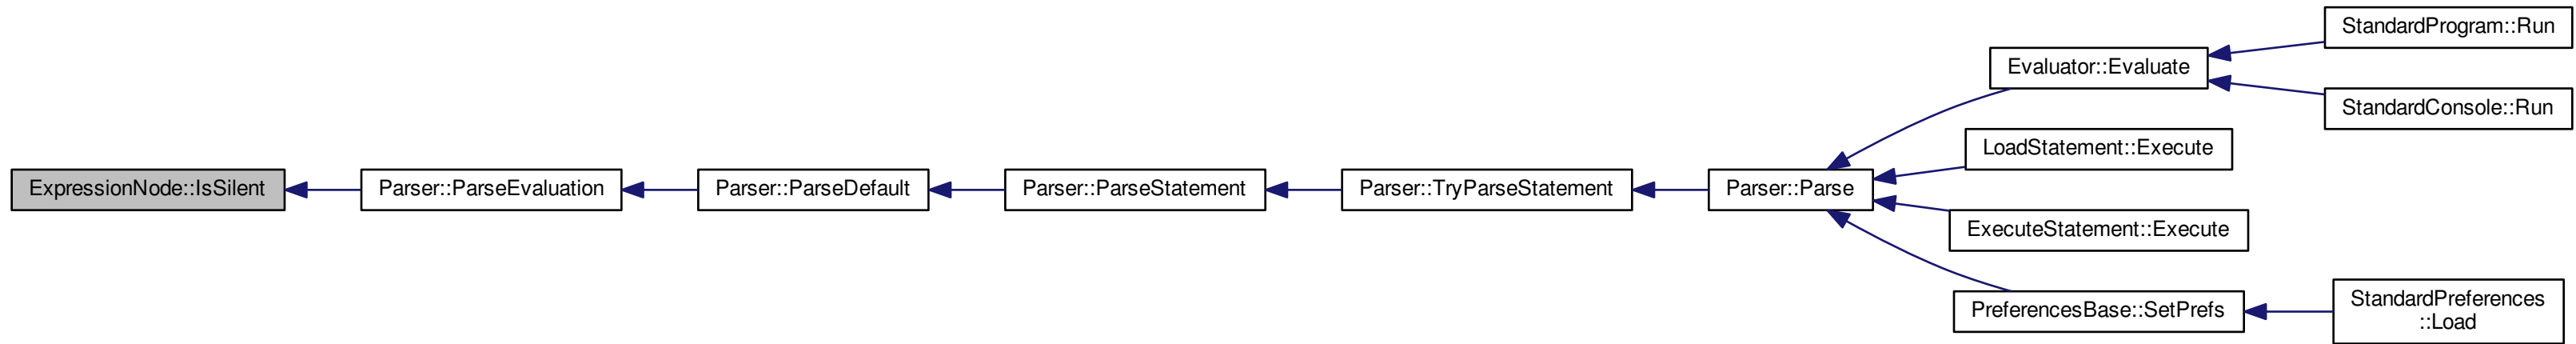 ExpressionNode::IsSilent
Parser::ParseEvaluation
Parser::ParseDefault
Parser::ParseStatement
Parser::TryParseStatement
Parser::Parse
Evaluator::Evaluate
StandardProgram::Run
StandardConsole::Run
LoadStatement::Execute
ExecuteStatement::Execute
PreferencesBase::SetPrefs
StandardPreferences
::Load